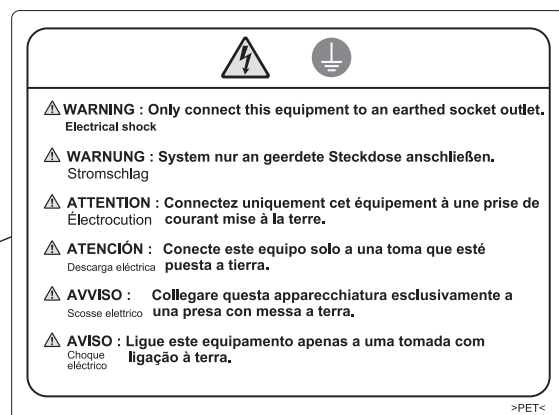 WARNING : Only connect this equipment to an earthed socket outlet.
Electrical shock
WARNUNG : System nur an geerdete Steckdose anschließen.
Stromschlag
ATTENTION : Connectez uniquement cet équipement à une prise de
Électrocution courant mise à la terre.
ATENCIÓN : Conecte este equipo solo a una toma que esté
Descarga eléctrica puesta a tierra.
AVVISO : Collegare questa apparecchiatura esclusivamente a
Scosse elettrico una presa con messa a terra.
AVISO : Ligue este equipamento apenas a uma tomada com
Choque eléctrico ligação à terra.
>PET<